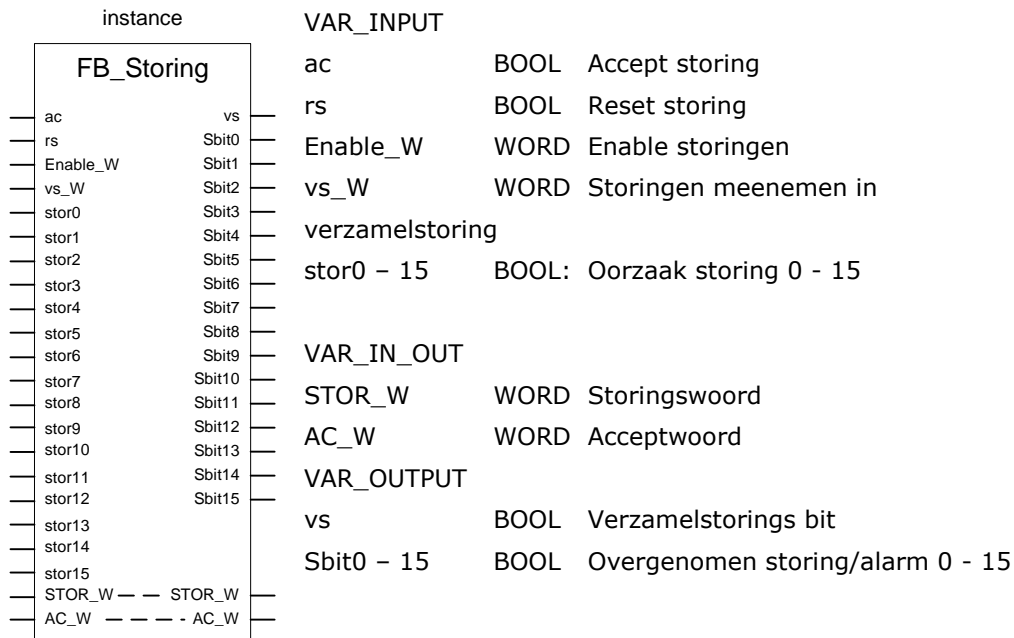 instance
FB_Storing
ac vs
rs Sbit0
Enable_W Sbit1
vs_W Sbit2
stor0 Sbit3
stor1 Sbit4
stor2 Sbit5
stor3 Sbit6
stor4 Sbit7
stor5 Sbit8
stor6 Sbit9
stor7 Sbit10
stor8 Sbit11
stor9 Sbit12
stor10 Sbit13
stor11 Sbit14
stor12 Sbit15
stor13
stor14
stor15
STOR_W STOR_W
AC_W AC_W
VAR_INPUT
ac BOOL Accept storing
rs BOOL Reset storing
Enable_W WORD Enable storingen
vs_W WORD Storingen meenemen in
verzamelstoring
stor0 – 15 BOOL: Oorzaak storing 0 - 15
VAR_IN_OUT
STOR_W WORD Storingswoord
AC_W WORD Acceptwoord
VAR_OUTPUT
vs BOOL Verzamelstorings bit
Sbit0 – 15 BOOL Overgenomen storing/alarm 0 - 15